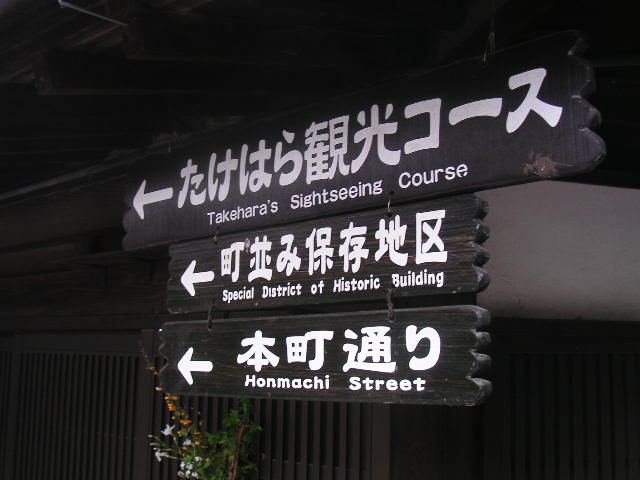 ← たけはら観光コース
Takehara's Sightseeing Course
← 町並み保存地区
Special District of Historic Building
← 本町通り
Honmachi Street